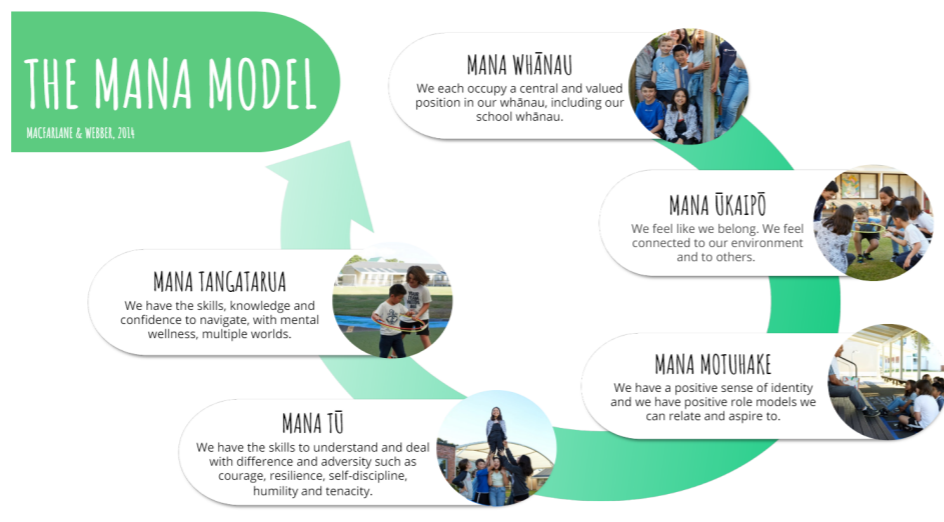 THE MANA MODEL
MACFARLANE & WEBBER, 2014
MANA WHĀNAU
We each occupy a central and valued
position in our whānau, including our
school whānau.
MANA ŪKAIPŌ
We feel like we belong. We feel
connected to our environment
and to others.
MANA MOTUHAKE
We have a positive sense of identity
and we have positive role models we
can relate and aspire to.
MANA TŪ
We have the skills to understand and deal
with difference and adversity such as
courage, resilience, self-discipline,
humility and tenacity.
MANA TANGATARUA
We have the skills, knowledge and
confidence to navigate, with mental
wellness, multiple worlds.